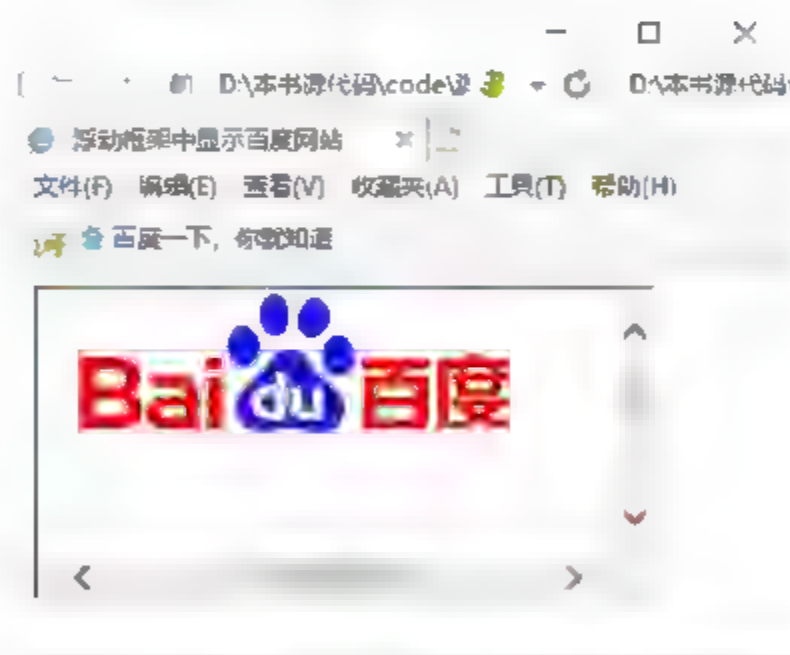 D:\本书源代码\code\ D:\本书源代码
浮动框架中显示百度网站
文件(F) 编辑(E) 查看(V) 收藏夹(A) 工具(T) 帮助(H)
百度一下，你就知道
Bai du 百度